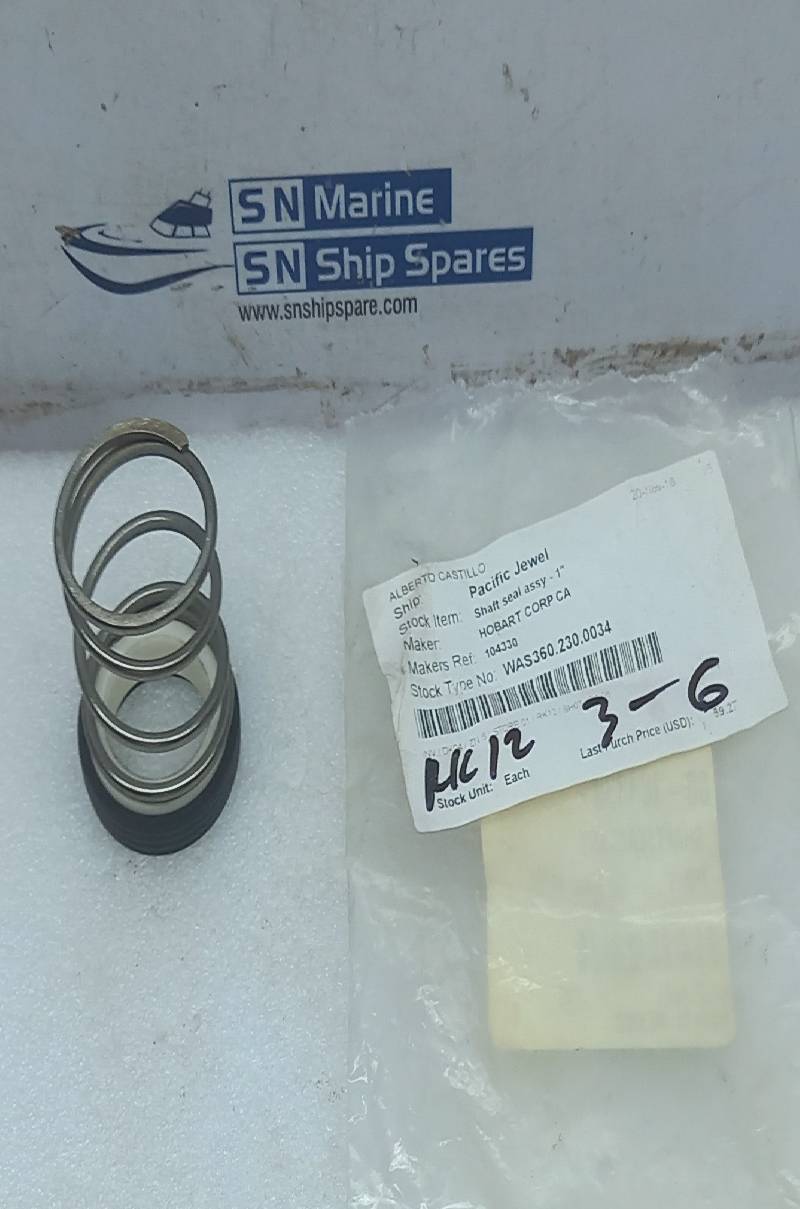 SN Marine
SN Ship Spares
www.snshipspare.com
ALBERTO CASTILLO
Ship: Pacific Jewel
Stock Item: Shaft seal assy - 1"
Maker: HOBART CORP CA
Makers Ref: 104330
Stock Type No: WAS360.230.0034
RK12 3-6
Stock Unit: Each Last Purch Price (USD):